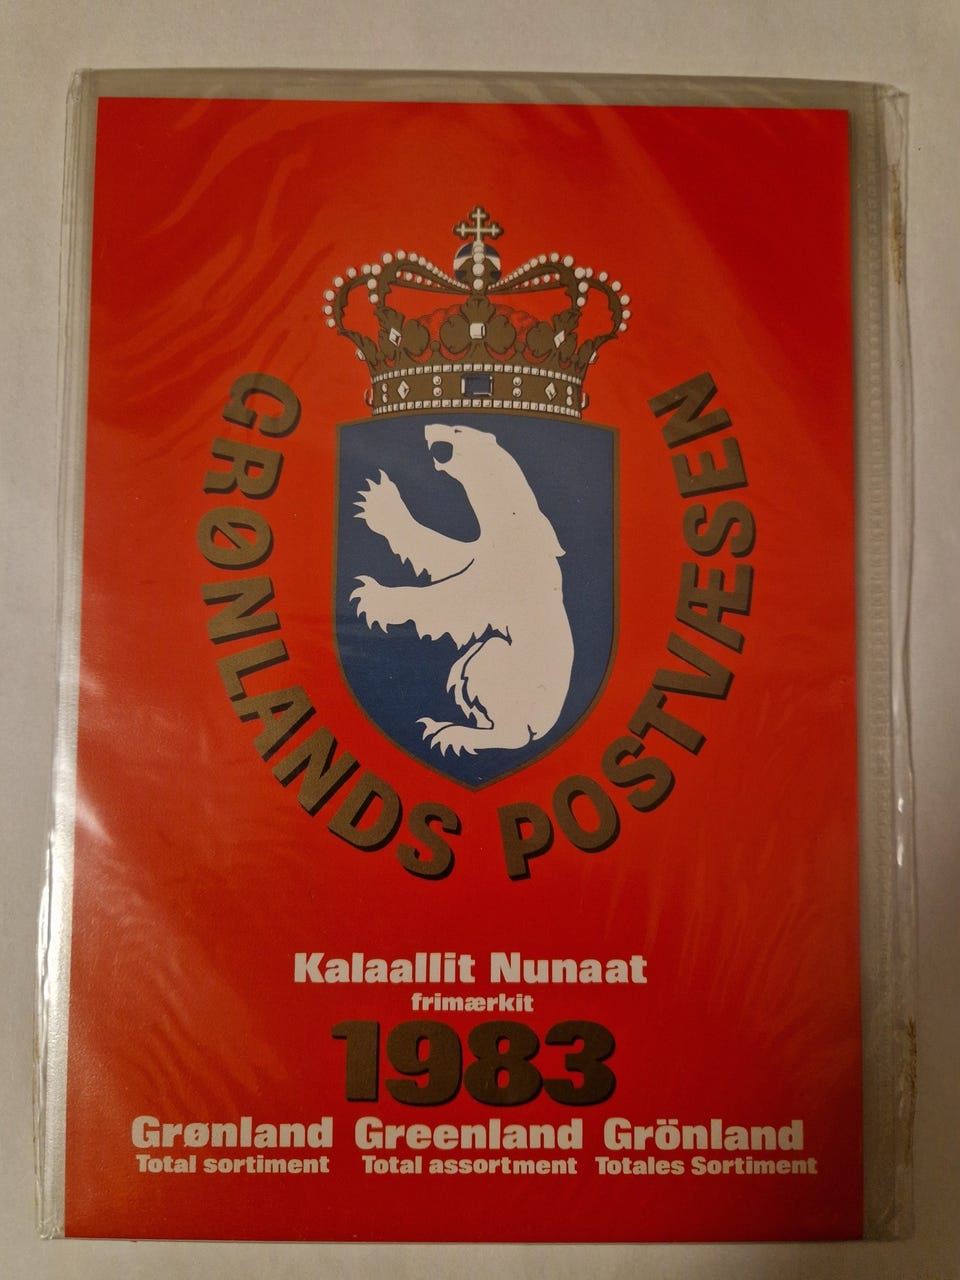 GRØNLANDS POSTVÆSEN
Kalaallit Nunaat
frimærkit
1983
Grønland Greenland Grönland
Total sortiment Total assortment Totales Sortiment